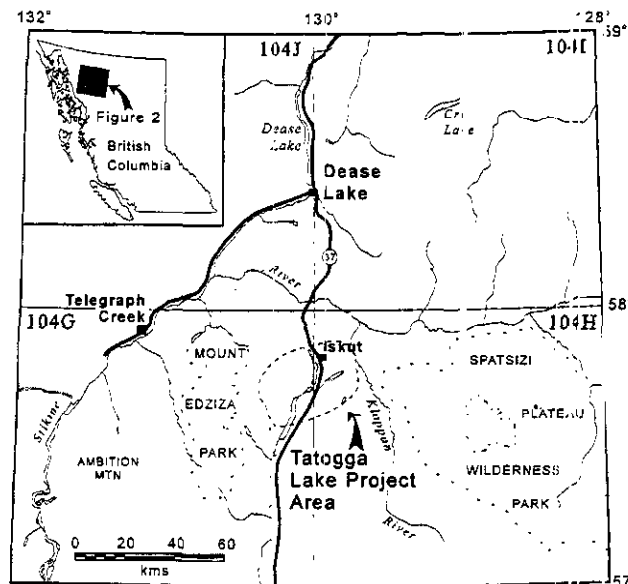 132°
130°
128°
59°
104J
104I
Figure 2
British
Columbia
Dease
Lake
Lake
Dease
Lake
37
River
Telegraph
Creek
58
104G
104H
Iskut
MOUNT
EDZIZA
PARK
SPATSIZI
PLATEAU
WILDERNESS
PARK
Stikine
Klappan
River
AMBITION
MTN
Tatogga
Lake Project
Area
0 20 40 60
kms
57